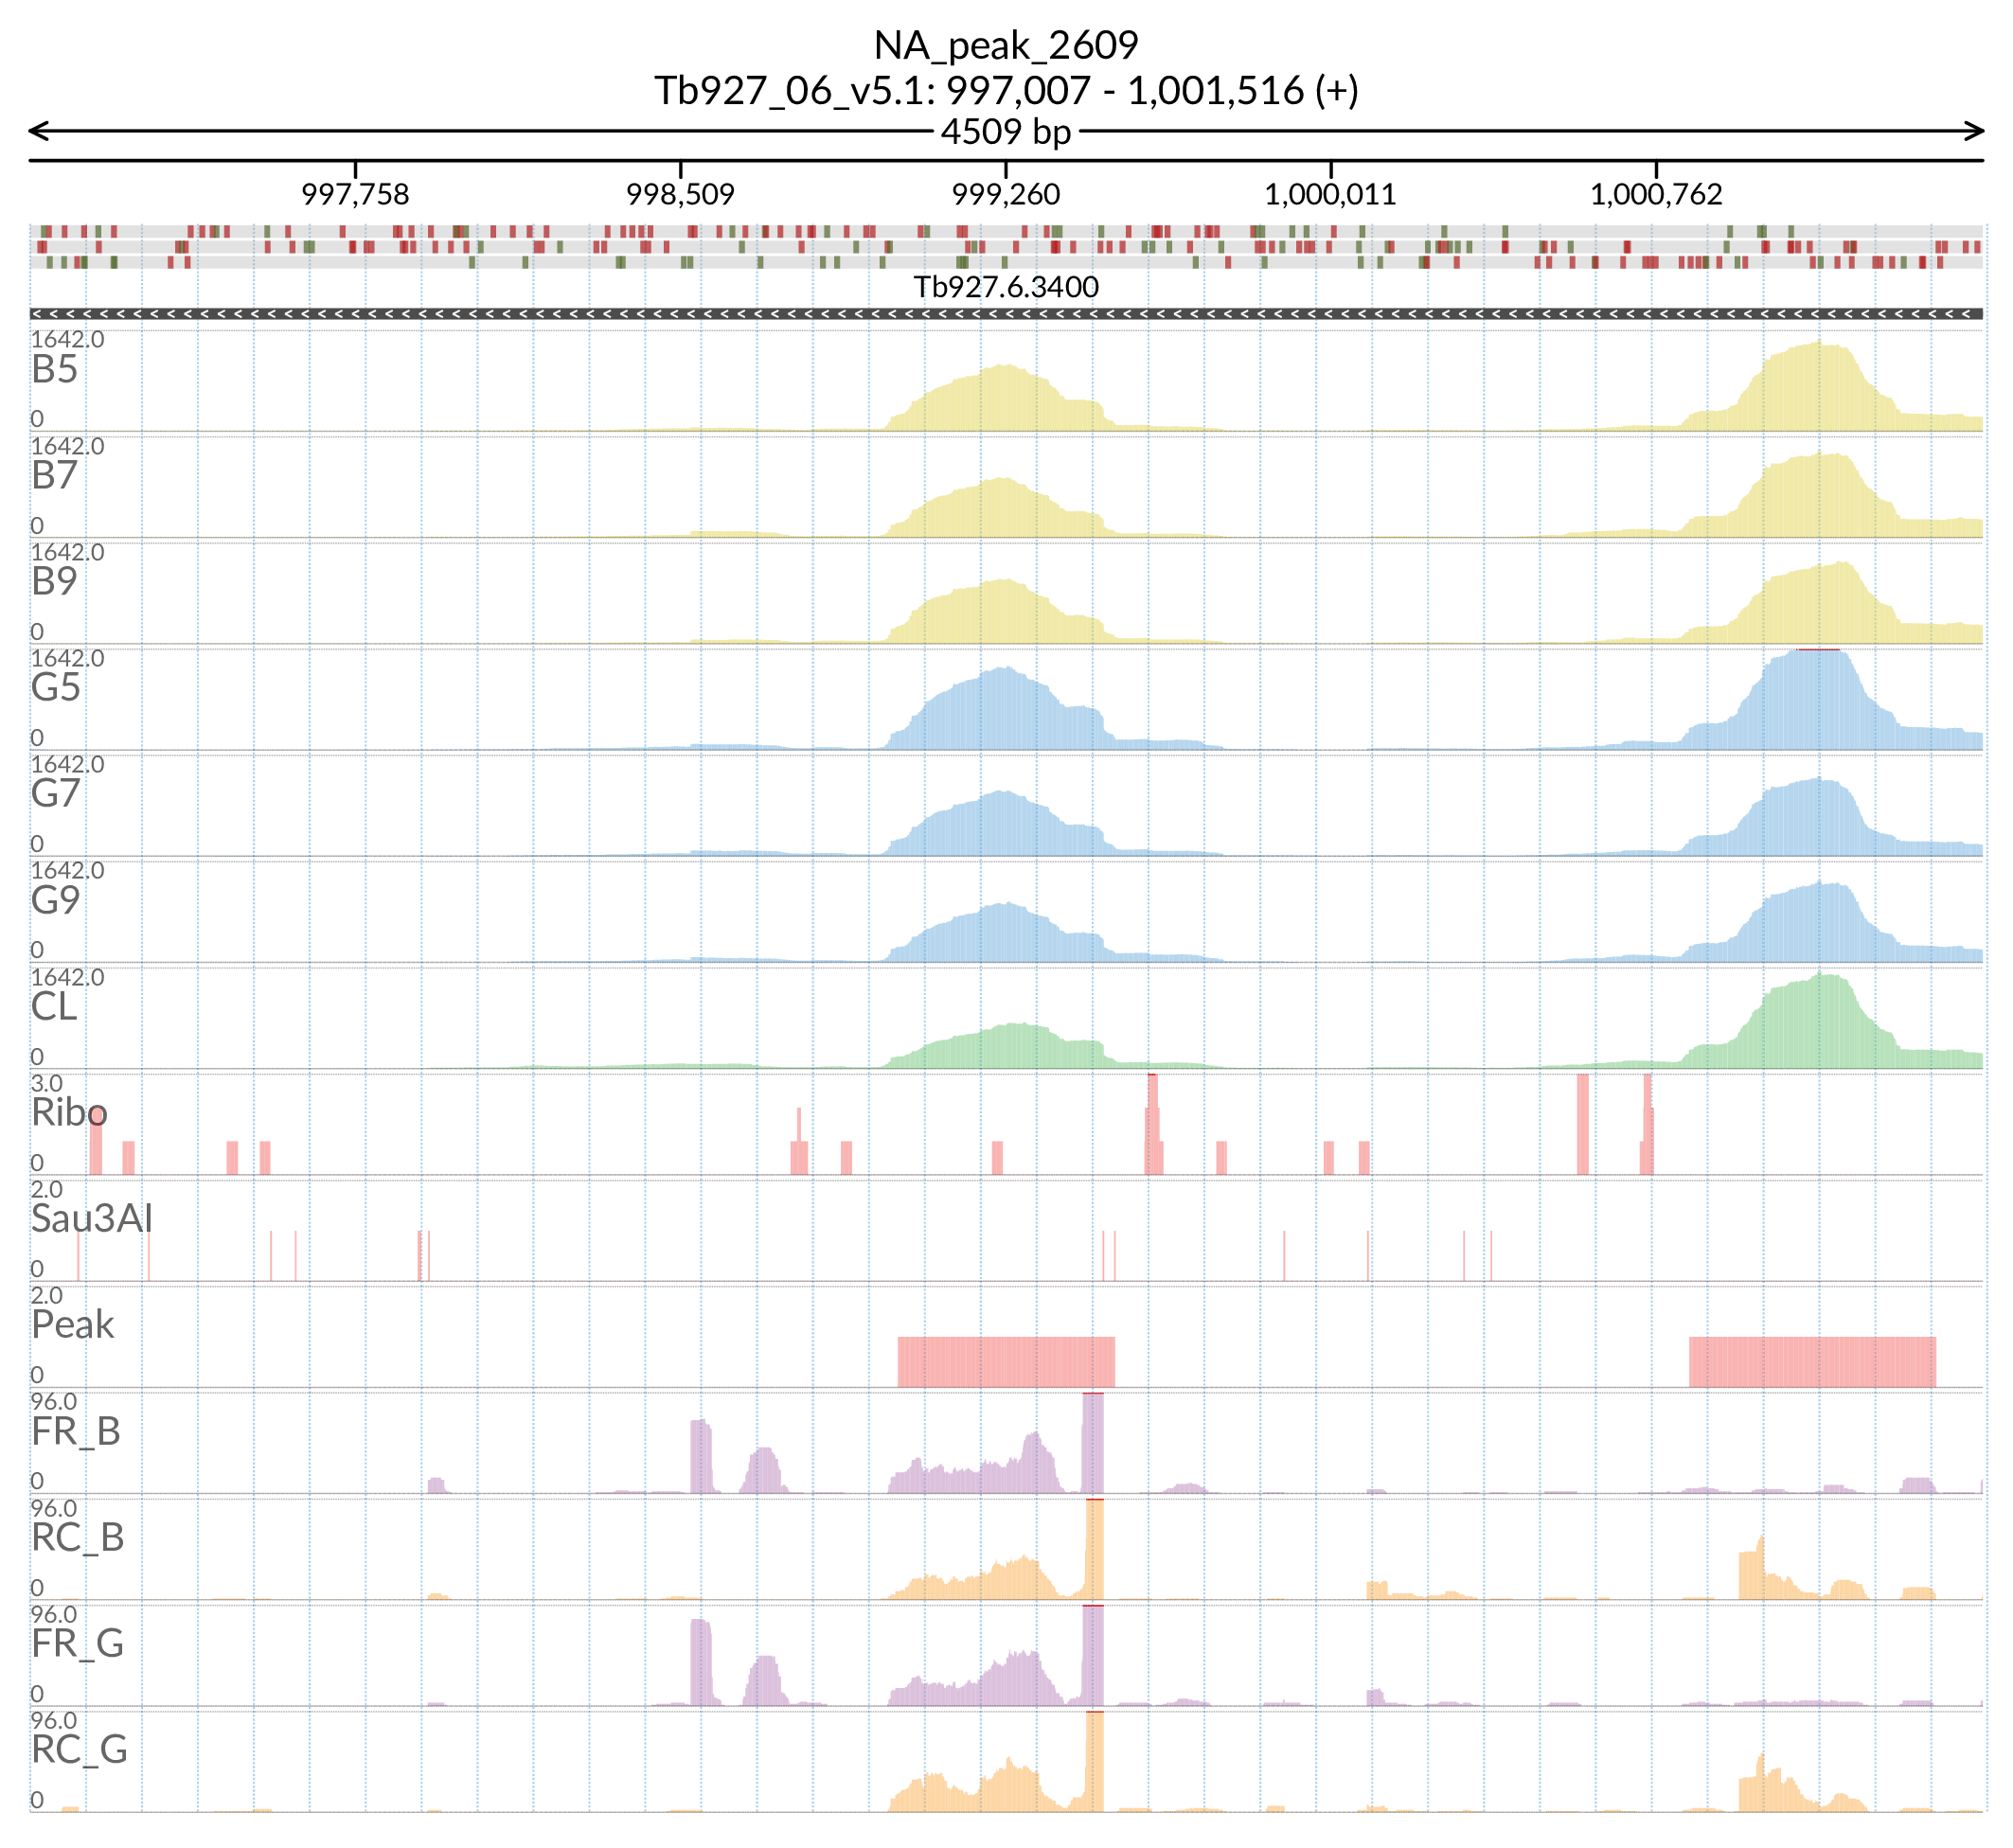 NA_peak_2609
Tb927_06_v5.1: 997,007 - 1,001,516 (+)
4509 bp
997,758 998,509 999,260 1,000,011 1,000,762
Tb927.6.3400
1642.0
B5
0
1642.0
B7
0
1642.0
B9
0
1642.0
G5
0
1642.0
G7
0
1642.0
G9
0
1642.0
CL
0
3.0
Ribo
0
2.0
Sau3AI
0
2.0
Peak
0
96.0
FR_B
0
96.0
RC_B
0
96.0
FR_G
0
96.0
RC_G
0